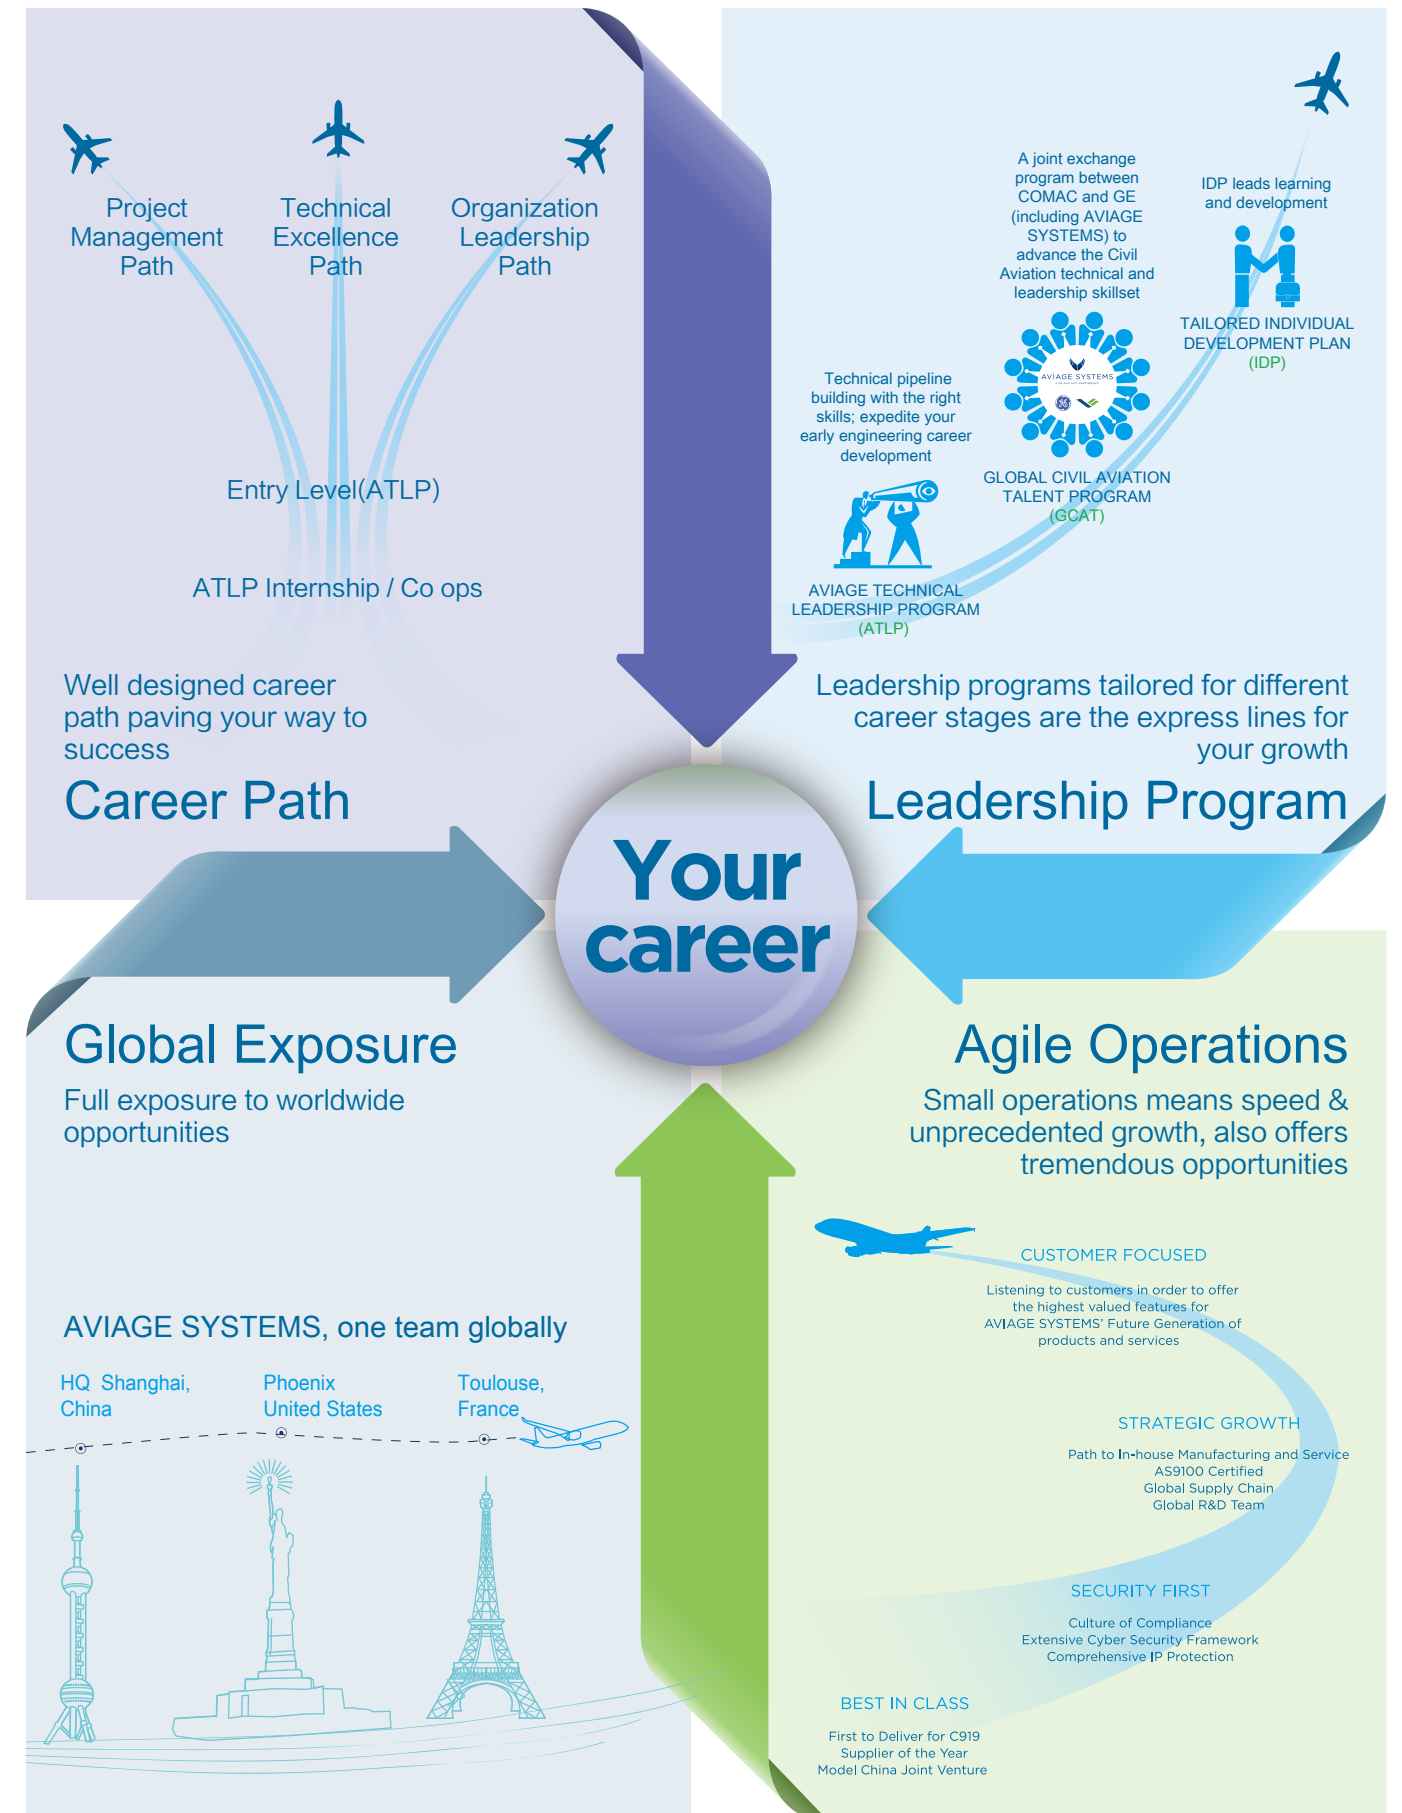 Project
Management
Path
Technical
Excellence
Path
Organization
Leadership
Path
Entry Level(ATLP)
ATLP Internship / Co ops
Well designed career
path paving your way to
success
Career Path
A joint exchange
program between
COMAC and GE
(including AVIAGE
SYSTEMS) to
advance the Civil
Aviation technical and
leadership skillset
IDP leads learning
and development
TAILORED INDIVIDUAL
DEVELOPMENT PLAN
(IDP)
AVIAGE SYSTEMS
Technical pipeline
building with the right
skills; expedite your
early engineering career
development
GLOBAL CIVIL AVIATION
TALENT PROGRAM
(GCAT)
AVIAGE TECHNICAL
LEADERSHIP PROGRAM
(ATLP)
Leadership programs tailored for different
career stages are the express lines for
your growth
Leadership Program
Your
career
Global Exposure
Full exposure to worldwide
opportunities
AVIAGE SYSTEMS, one team globally
HQ Shanghai,
China
Phoenix
United States
Toulouse,
France
Agile Operations
Small operations means speed &
unprecedented growth, also offers
tremendous opportunities
CUSTOMER FOCUSED
Listening to customers in order to offer
the highest valued features for
AVIAGE SYSTEMS' Future Generation of
products and services
STRATEGIC GROWTH
Path to In-house Manufacturing and Service
AS9100 Certified
Global Supply Chain
Global R&D Team
SECURITY FIRST
Culture of Compliance
Extensive Cyber Security Framework
Comprehensive IP Protection
BEST IN CLASS
First to Deliver for C919
Supplier of the Year
Model China Joint Venture